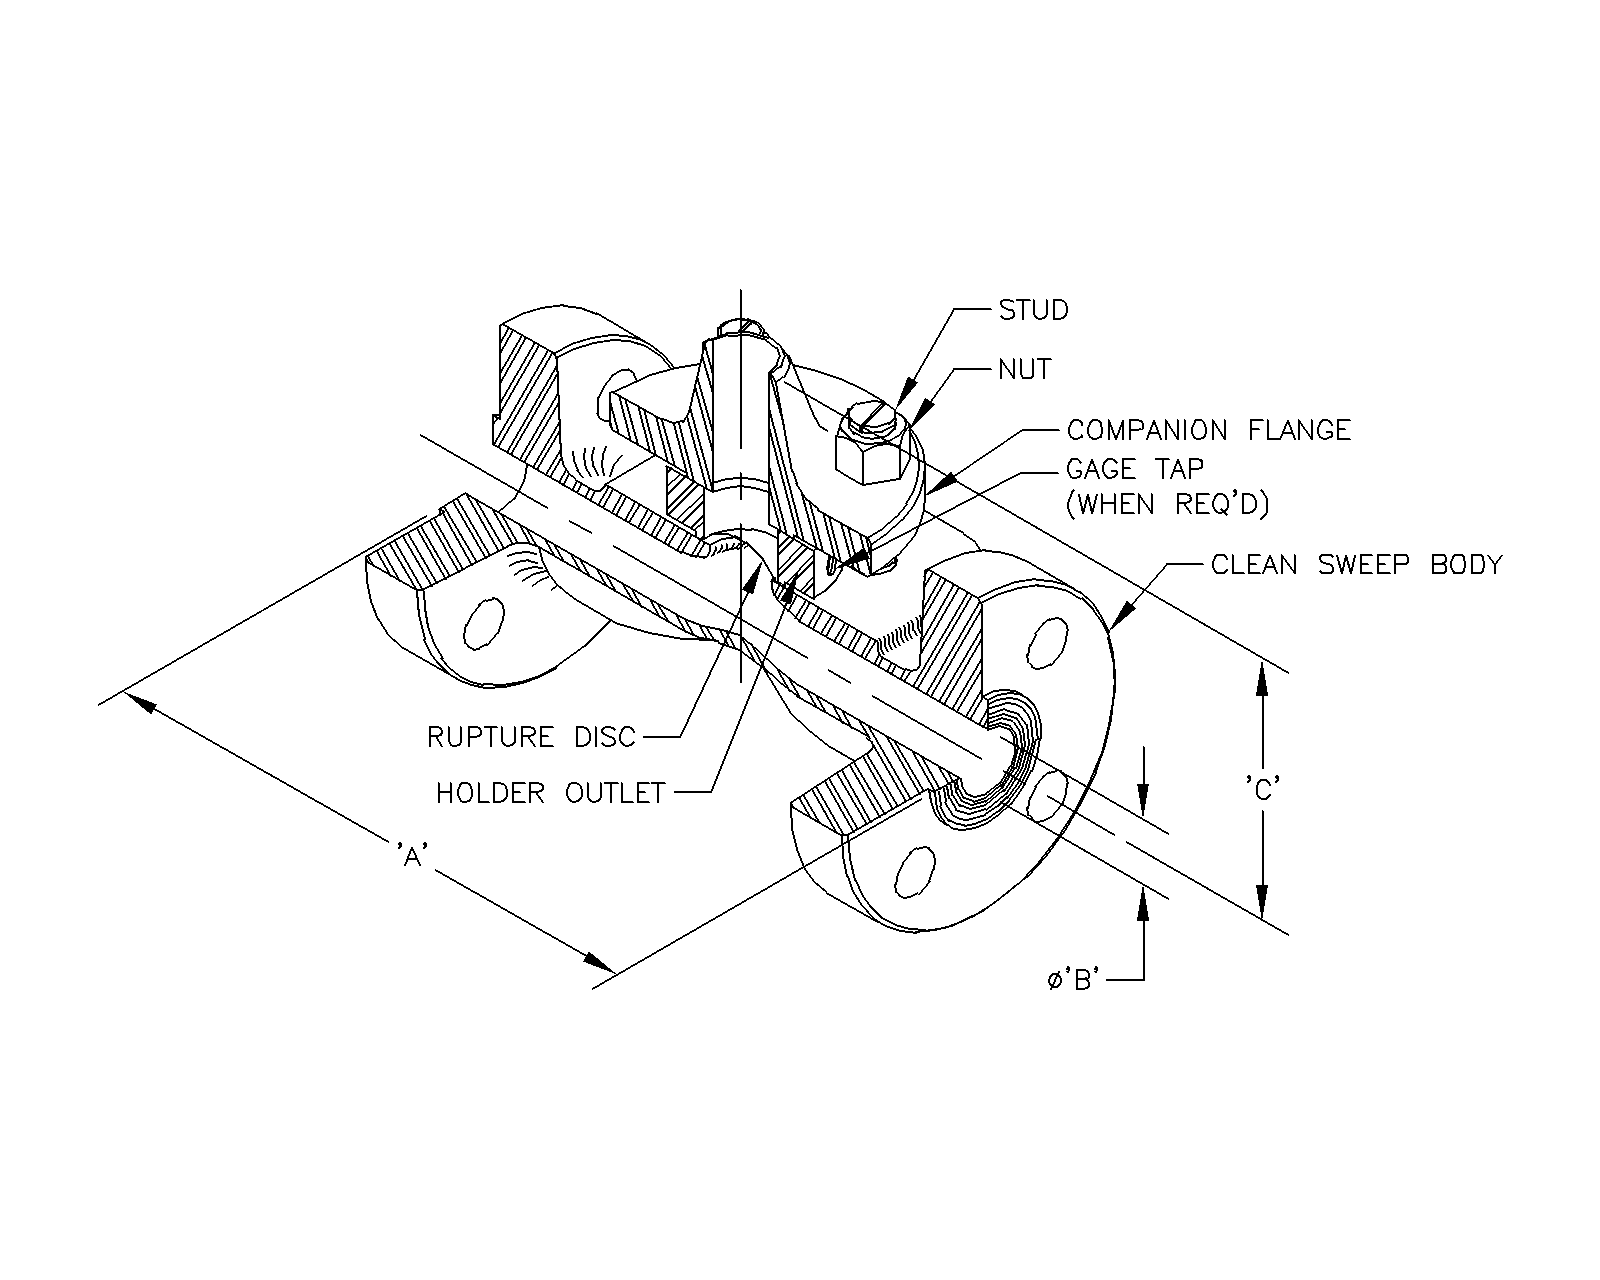 STUD
NUT
COMPANION FLANGE
GAGE TAP
(WHEN REQ'D)
CLEAN SWEEP BODY
RUPTURE DISC
HOLDER OUTLET
'C'
'A'
ø'B'